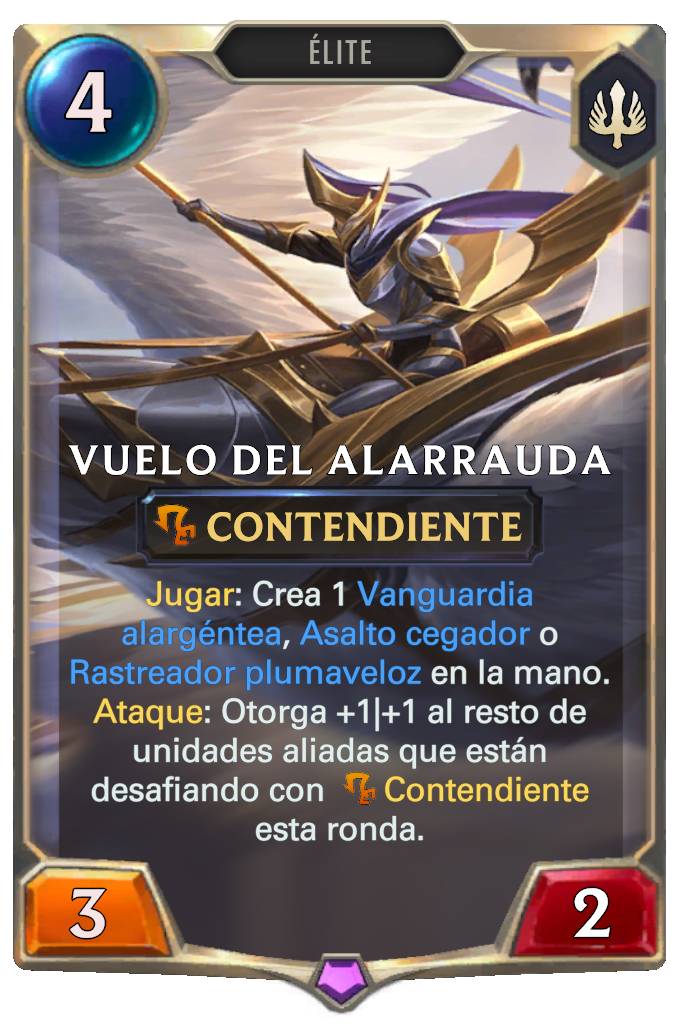 ÉLITE
4
VUELO DEL ALARRAUDA
CONTENDIENTE
Jugar: Crea 1 Vanguardia
alargéntea, Asalto cegador o
Rastreador plumaveloz en la mano.
Ataque: Otorga +1|+1 al resto de
unidades aliadas que están
desafiando con Contendiente
esta ronda.
3
2